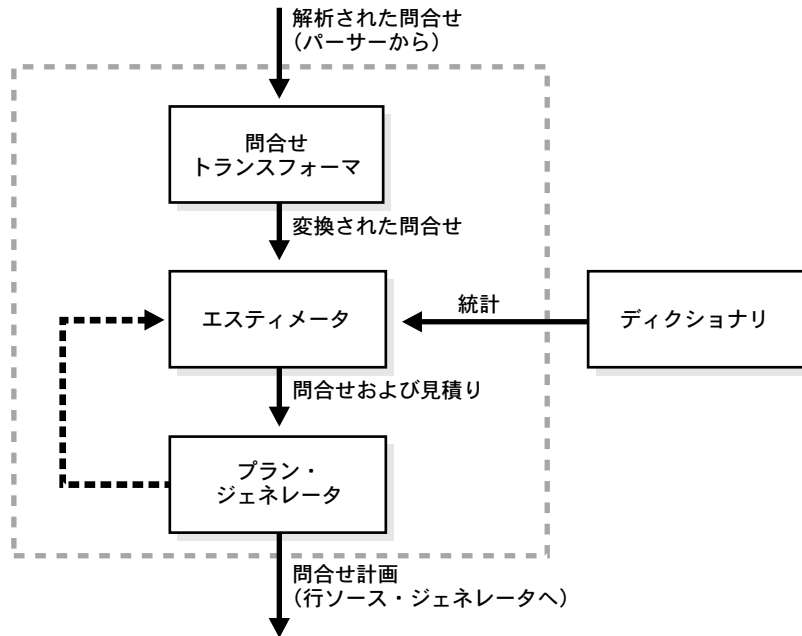 解析された問合せ
（パーサーから）
問合せ
トランスフォーマ
変換された問合せ
エスティメータ
統計
ディクショナリ
問合せおよび見積り
プラン・
ジェネレータ
問合せ計画
（行ソース・ジェネレータへ）